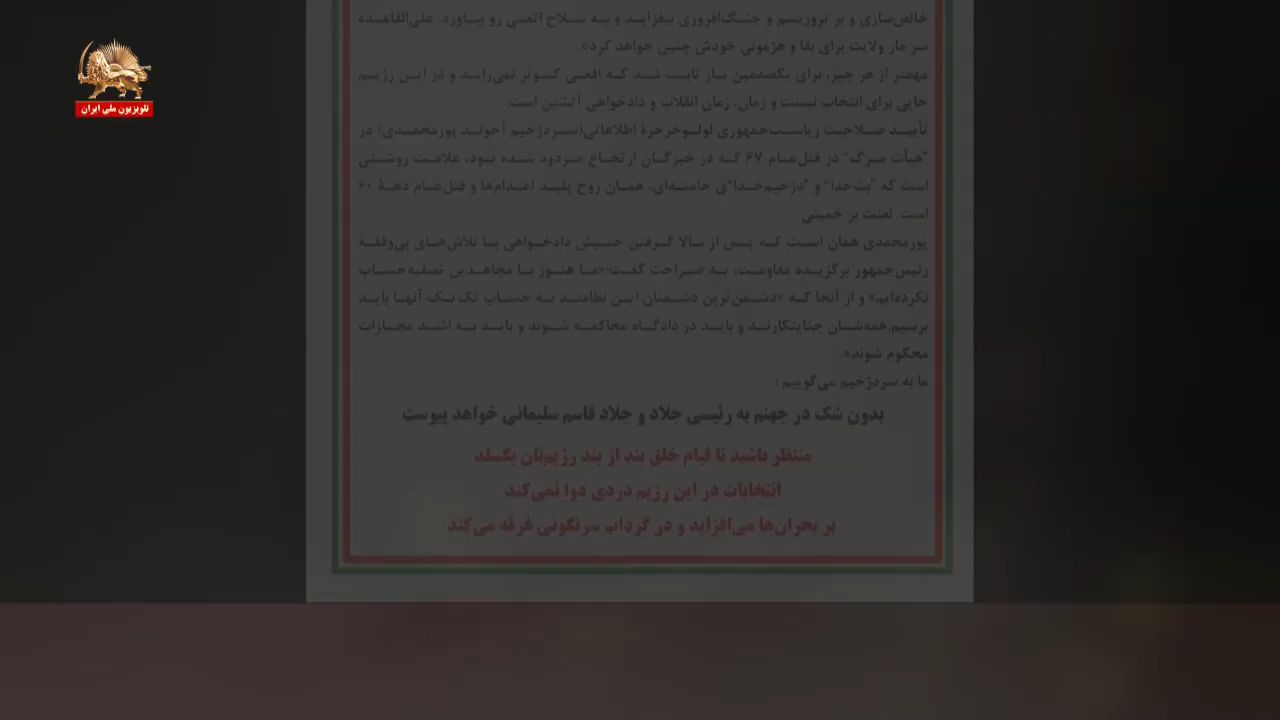 تلویزیون ملی ایران
خالص‌سازی و بر تروریسم و جنگ‌افروزی بیفزاید و به سلاح اتمی رو بیاورد. علی‌القاعده
سر مار ولایت برای بقا و هژمونی خودش چنین خواهد کرد».
مهمتر از هر چیز، برای یکصدمین بار ثابت شد که افعی کبوتر نمی‌زاید و در این رژیم
جایی برای انتخاب نیست و زمان، زمان انقلاب و دادخواهی آتشین است.
تأیید صلاحیت ریاست‌جمهوری لولوخرخرهٔ اطلاعاتی(سردژخیم آخوند پورمحمدی) در
"هیأت مرگ" در قتل‌عام ۶۷ که در خبرگان ارتجاع مردود شده بود، علامت روشنی
است که "بت‌خدا" و "دژخیم‌خدا"ی خامنه‌ای، همان روح پلید اعدام‌ها و قتل‌عام دههٔ ۶۰
است. لعنت بر خمینی
پورمحمدی همان است که پس از بالا گرفتن جنبش دادخواهی با تلاش‌های بی‌وقفهٔ
رئیس‌جمهور برگزیده مقاومت، به صراحت گفت:«ما هنوز با مجاهدین تصفیه‌حساب
نکرده‌ایم» و از آنجا که «دشمن‌ترین دشمنان این نظامند به حساب تک‌تک آنها باید
برسیم.همه‌شان جنایتکارند و باید در دادگاه محاکمه شوند و باید به اشد مجازات
محکوم شوند».
ما به سردژخیم می‌گوییم :
بدون شک در جهنم به رئیسی جلاد و جلاد قاسم سلیمانی خواهد پیوست
منتظر باشید تا قیام خلق بند از بند رژیم‌تان بگسلد
انتخابات در این رژیم دردی دوا نمی‌کند
بر بحران‌ها می‌افزاید و در گرداب سرنگونی غرقه می‌کند